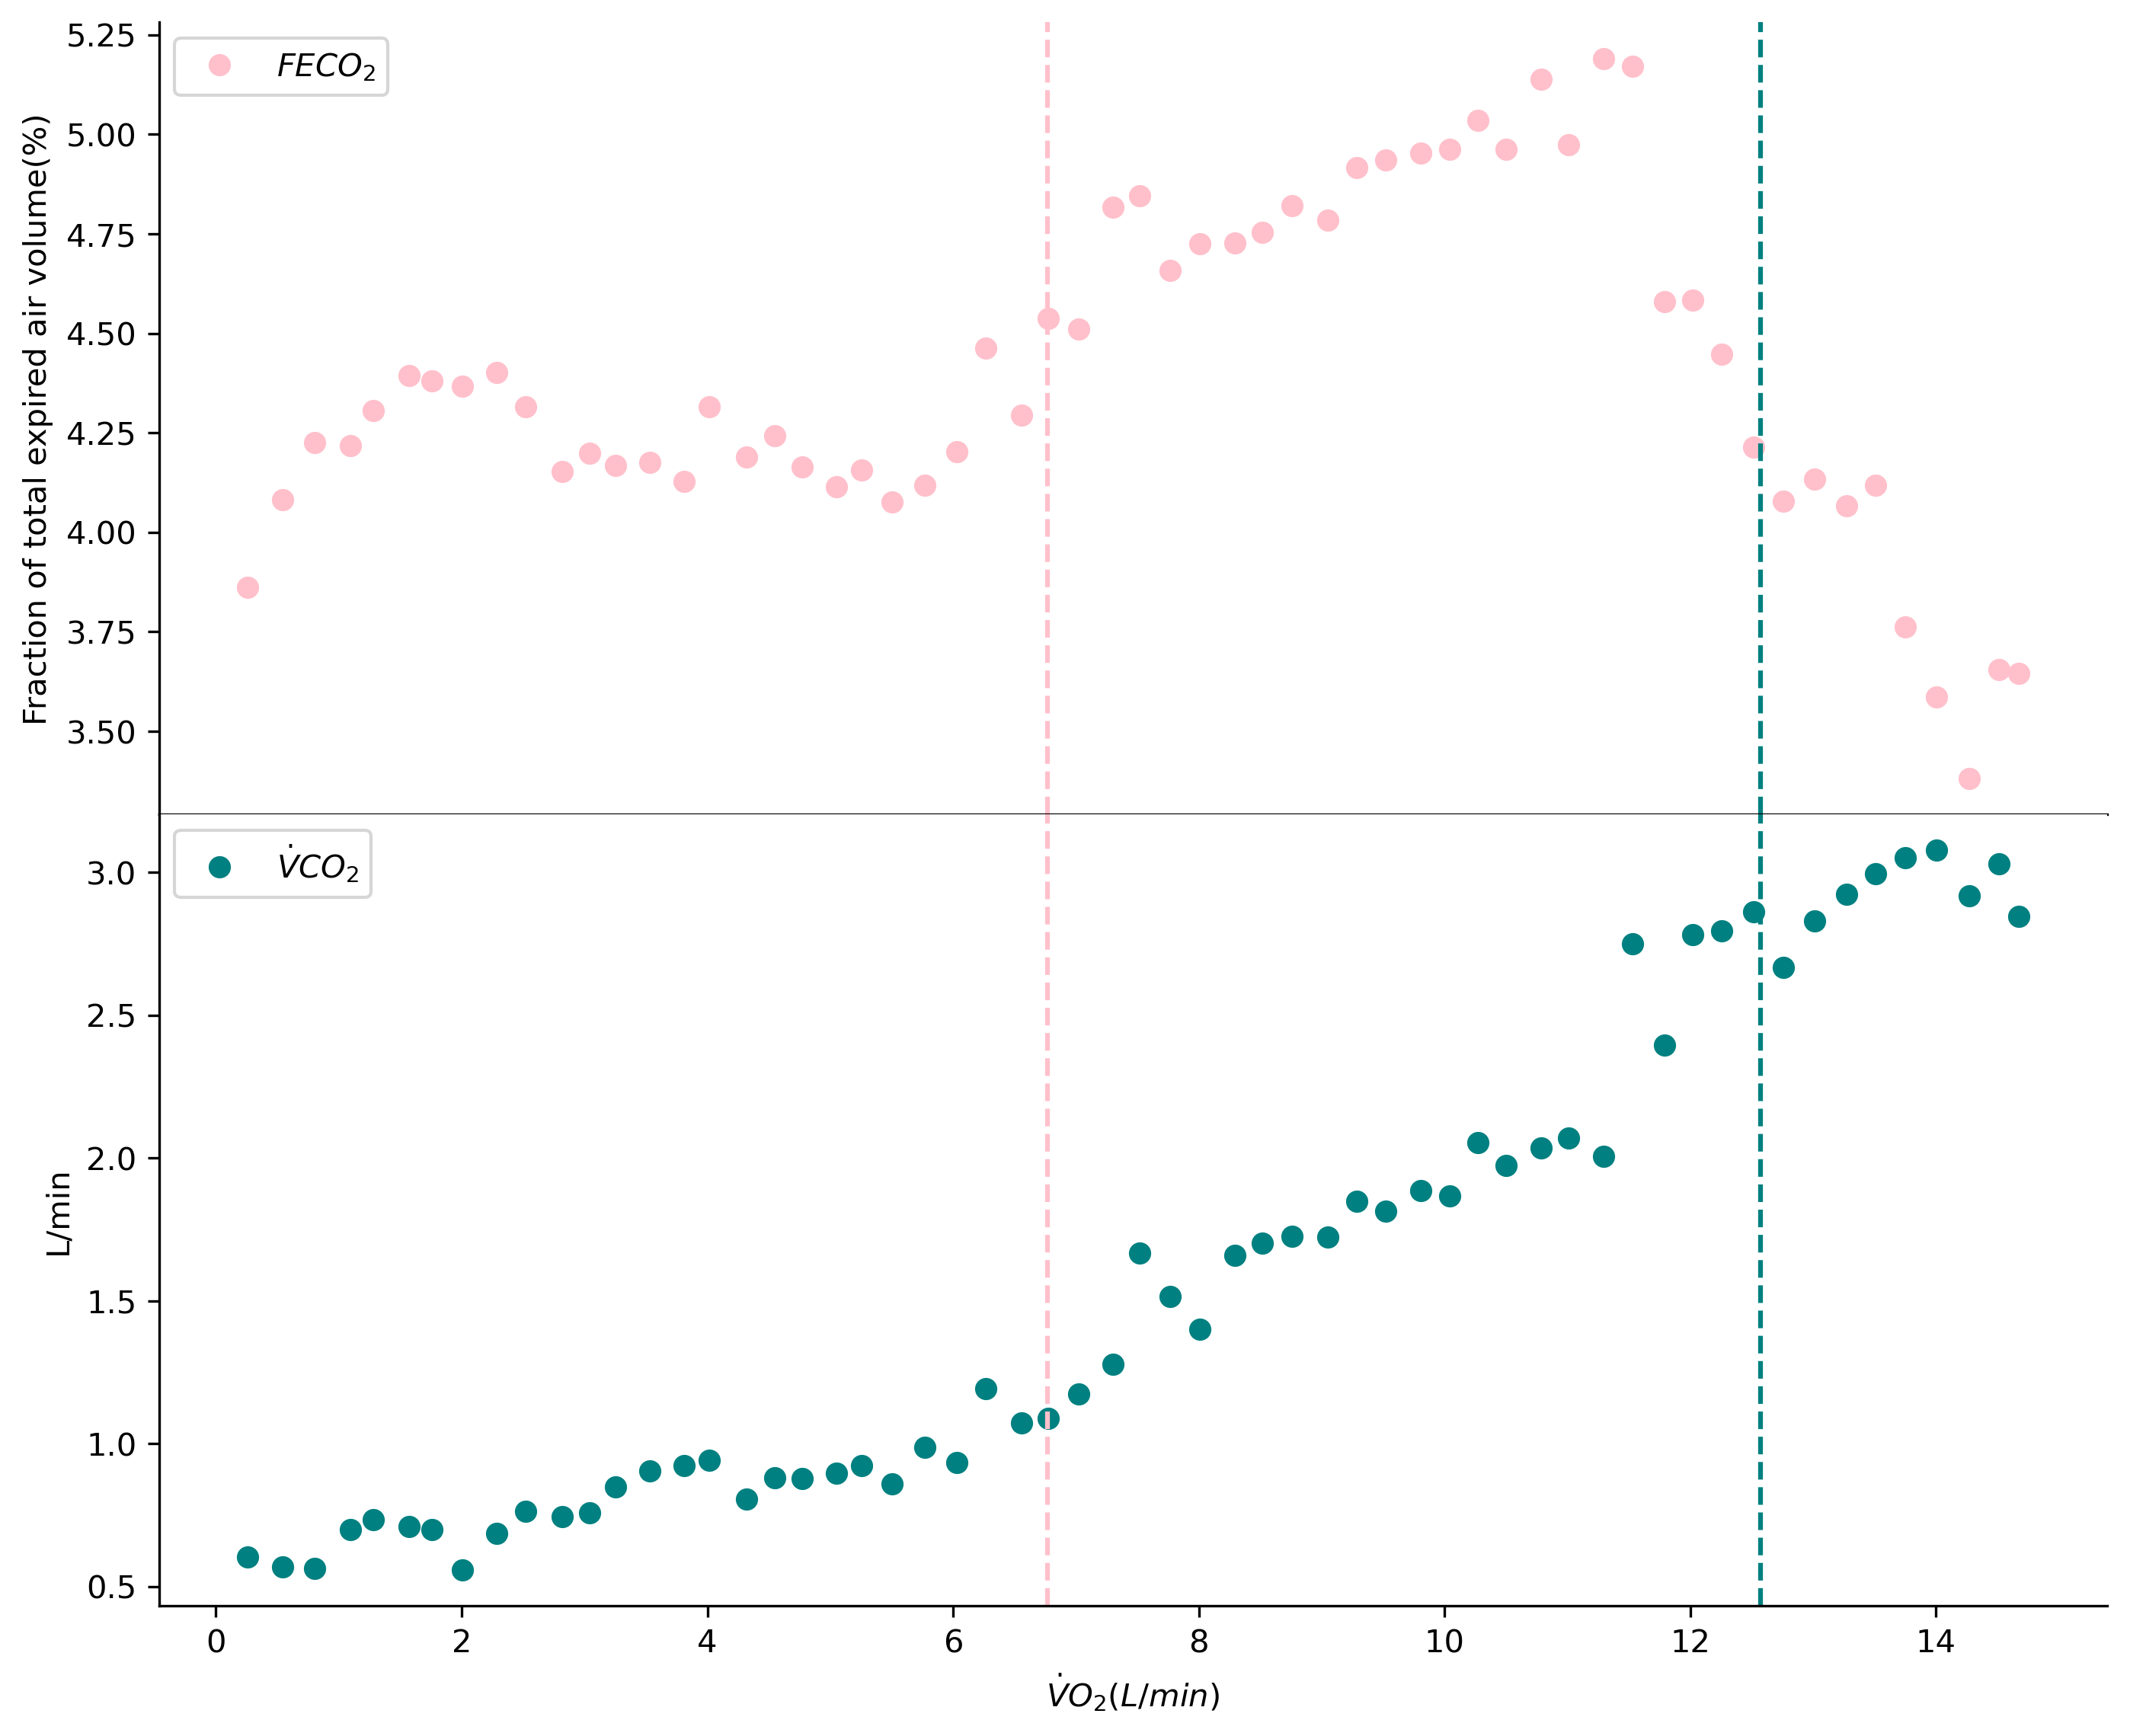 FECO₂
Fraction of total expired air volume(%)
5.25
5.00
4.75
4.50
4.25
4.00
3.75
3.50
V̇CO₂
L/min
3.0
2.5
2.0
1.5
1.0
0.5
0 2 4 6 8 10 12 14
V̇O₂(L/min)